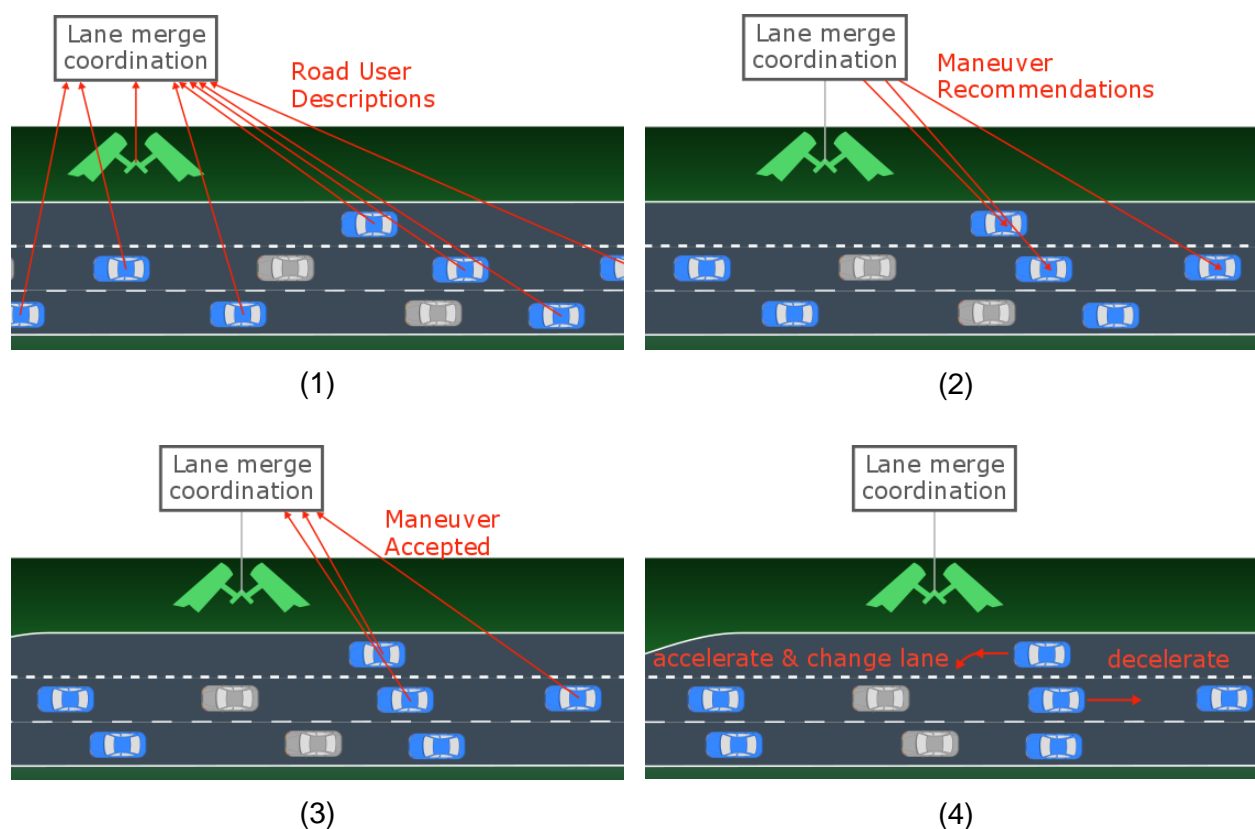 Lane merge
coordination
Road User
Descriptions
(1)
Lane merge
coordination
Maneuver
Recommendations
(2)
Lane merge
coordination
Maneuver
Accepted
(3)
Lane merge
coordination
accelerate & change lane
decelerate
(4)